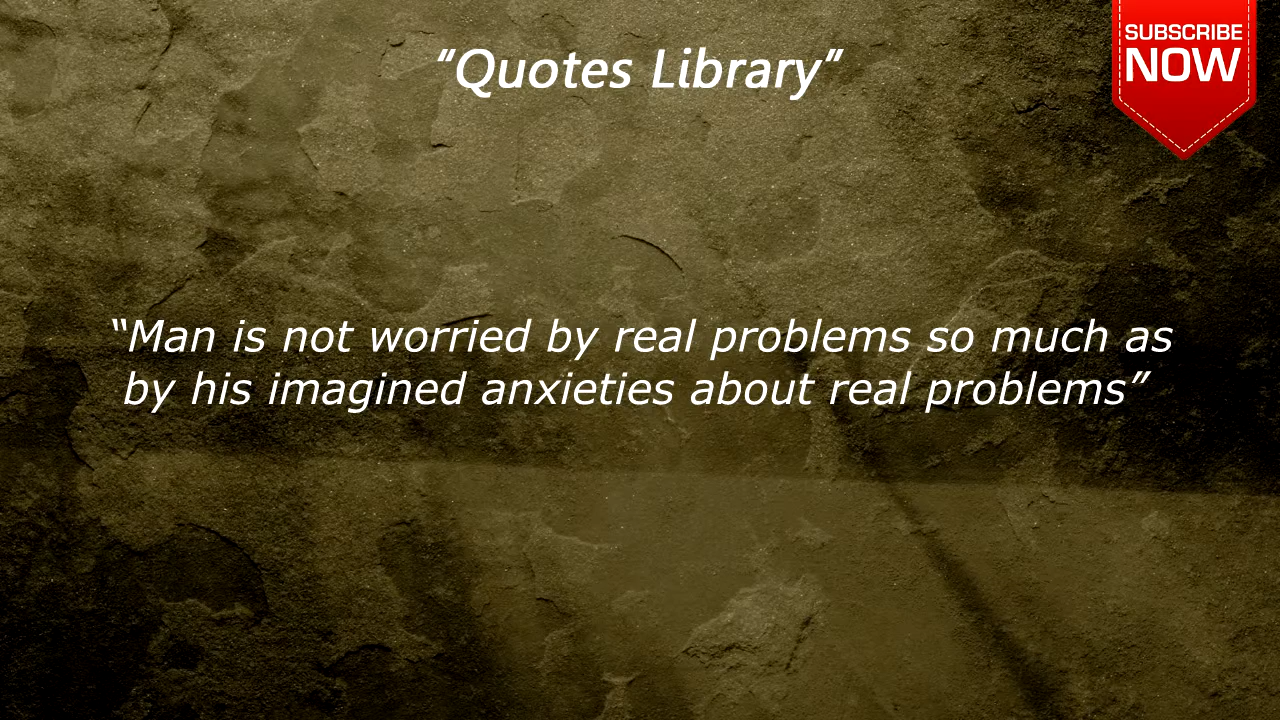 “Quotes Library”
SUBSCRIBE
NOW
“Man is not worried by real problems so much as
by his imagined anxieties about real problems”